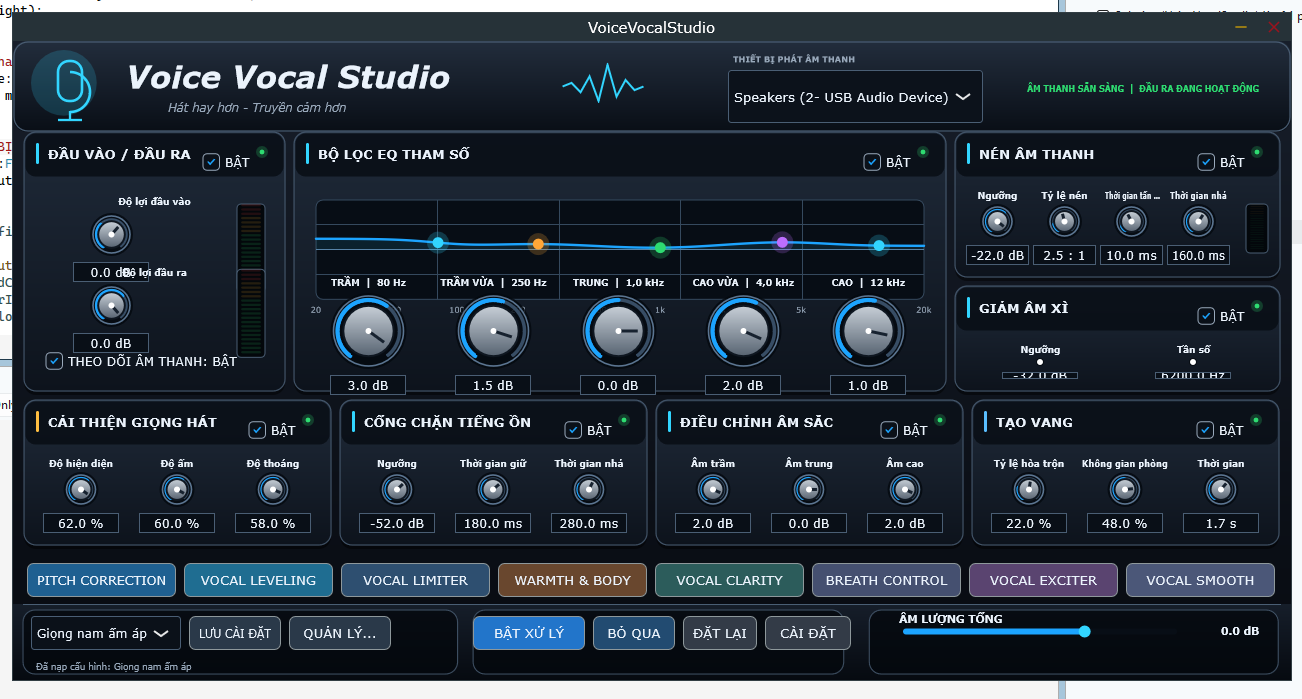 VoiceVocalStudio
Voice Vocal Studio
Hát hay hơn - Truyền cảm hơn
THIẾT BỊ PHÁT ÂM THANH
Speakers (2- USB Audio Device)
ÂM THANH SẴN SÀNG | ĐẦU RA ĐANG HOẠT ĐỘNG
ĐẦU VÀO / ĐẦU RA
BẬT
Độ lợi đầu vào
0.0 dB
Độ lợi đầu ra
0.0 dB
THEO DÕI ÂM THANH: BẬT
BỘ LỌC EQ THAM SỐ
BẬT
TRẦM | 80 Hz TRẦM VỪA | 250 Hz TRUNG | 1,0 kHz CAO VỪA | 4,0 kHz CAO | 12 kHz
20 100 1k 5k 20k
3.0 dB 1.5 dB 0.0 dB 2.0 dB 1.0 dB
NÉN ÂM THANH
BẬT
Ngưỡng Tỷ lệ nén Thời gian tấn ... Thời gian nhả
-22.0 dB 2.5 : 1 10.0 ms 160.0 ms
GIẢM ÂM XÌ
BẬT
Ngưỡng Tần số
-32.0 dB 6200.0 Hz
CẢI THIỆN GIỌNG HÁT
BẬT
Độ hiện diện Độ ấm Độ thoáng
62.0 % 60.0 % 58.0 %
CỔNG CHẶN TIẾNG ỒN
BẬT
Ngưỡng Thời gian giữ Thời gian nhả
-52.0 dB 180.0 ms 280.0 ms
ĐIỀU CHỈNH ÂM SẮC
BẬT
Âm trầm Âm trung Âm cao
2.0 dB 0.0 dB 2.0 dB
TẠO VANG
BẬT
Tỷ lệ hòa trộn Không gian phòng Thời gian
22.0 % 48.0 % 1.7 s
PITCH CORRECTION VOCAL LEVELING VOCAL LIMITER WARMTH & BODY VOCAL CLARITY BREATH CONTROL VOCAL EXCITER VOCAL SMOOTH
Giọng nam ấm áp LƯU CÀI ĐẶT QUẢN LÝ...
Đã nạp cấu hình: Giọng nam ấm áp
BẬT XỬ LÝ BỎ QUA ĐẶT LẠI CÀI ĐẶT
ÂM LƯỢNG TỔNG
0.0 dB